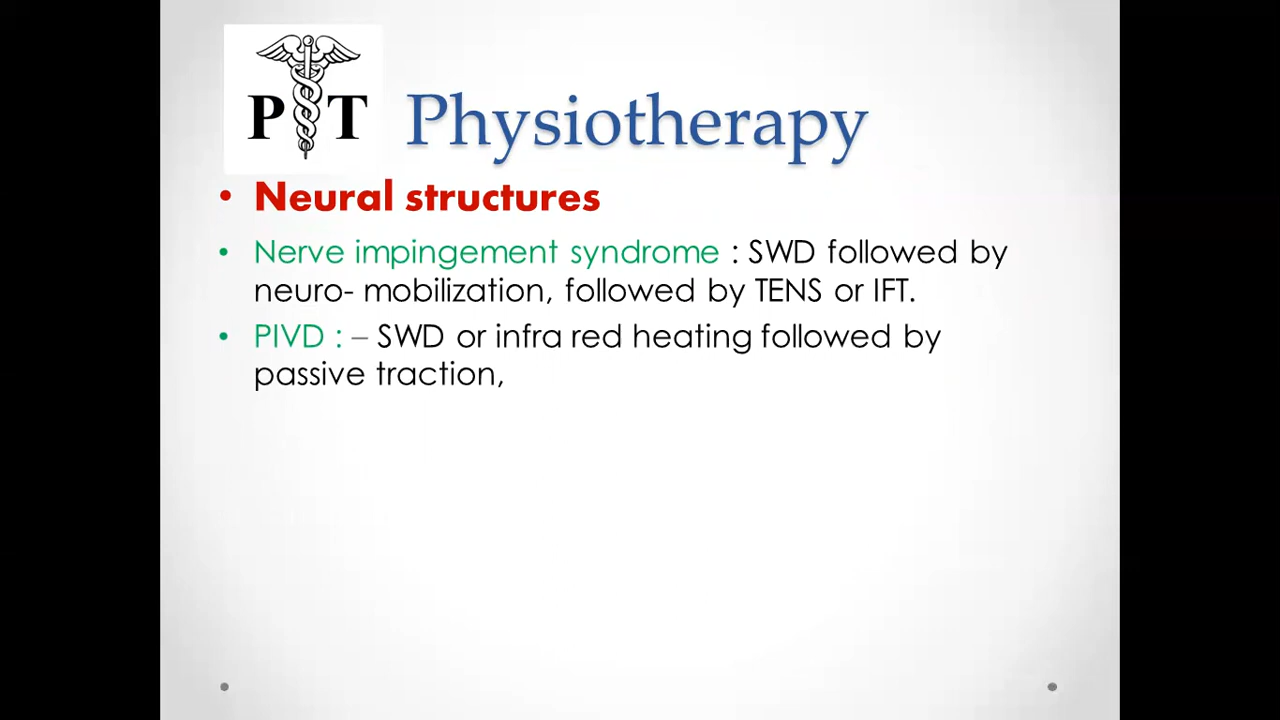 P T
Physiotherapy
• Neural structures
• Nerve impingement syndrome : SWD followed by
neuro- mobilization, followed by TENS or IFT.
• PIVD : – SWD or infra red heating followed by
passive traction,